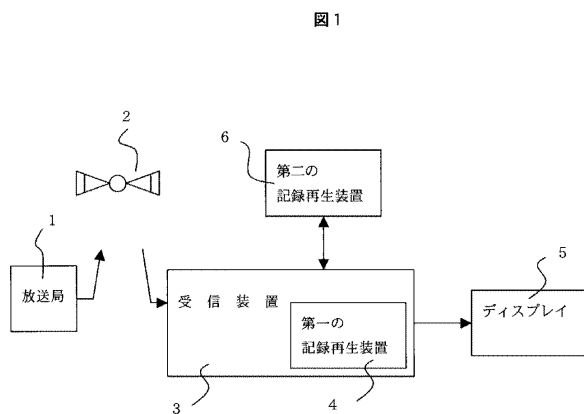 図1
2
6
第二の
記録再生装置
1
放送局
受信装置
第一の
記録再生装置
5
ディスプレイ
3
4